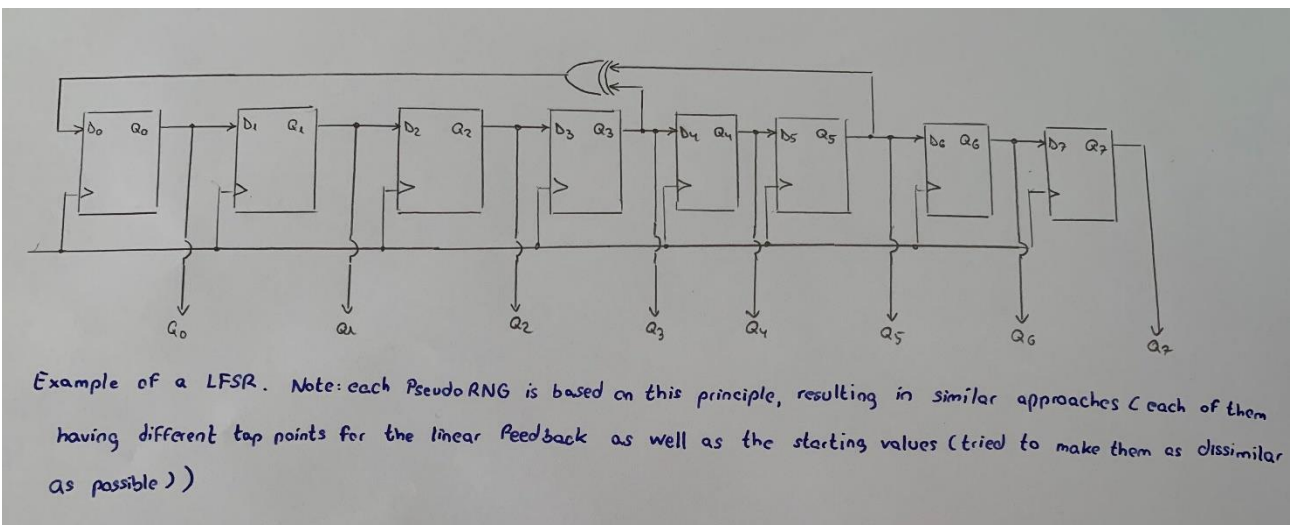 D0 Q0 D1 Q1 D2 Q2 D3 Q3 D4 Q4 D5 Q5 D6 Q6 D7 Q7
Q0 Q1 Q2 Q3 Q4 Q5 Q6 Q7
Example of a LFSR. Note: each PseudoRNG is based on this principle, resulting in similar approaches ( each of them
having different tap points for the linear feedback as well as the starting values (tried to make them as dissimilar
as possible ) )